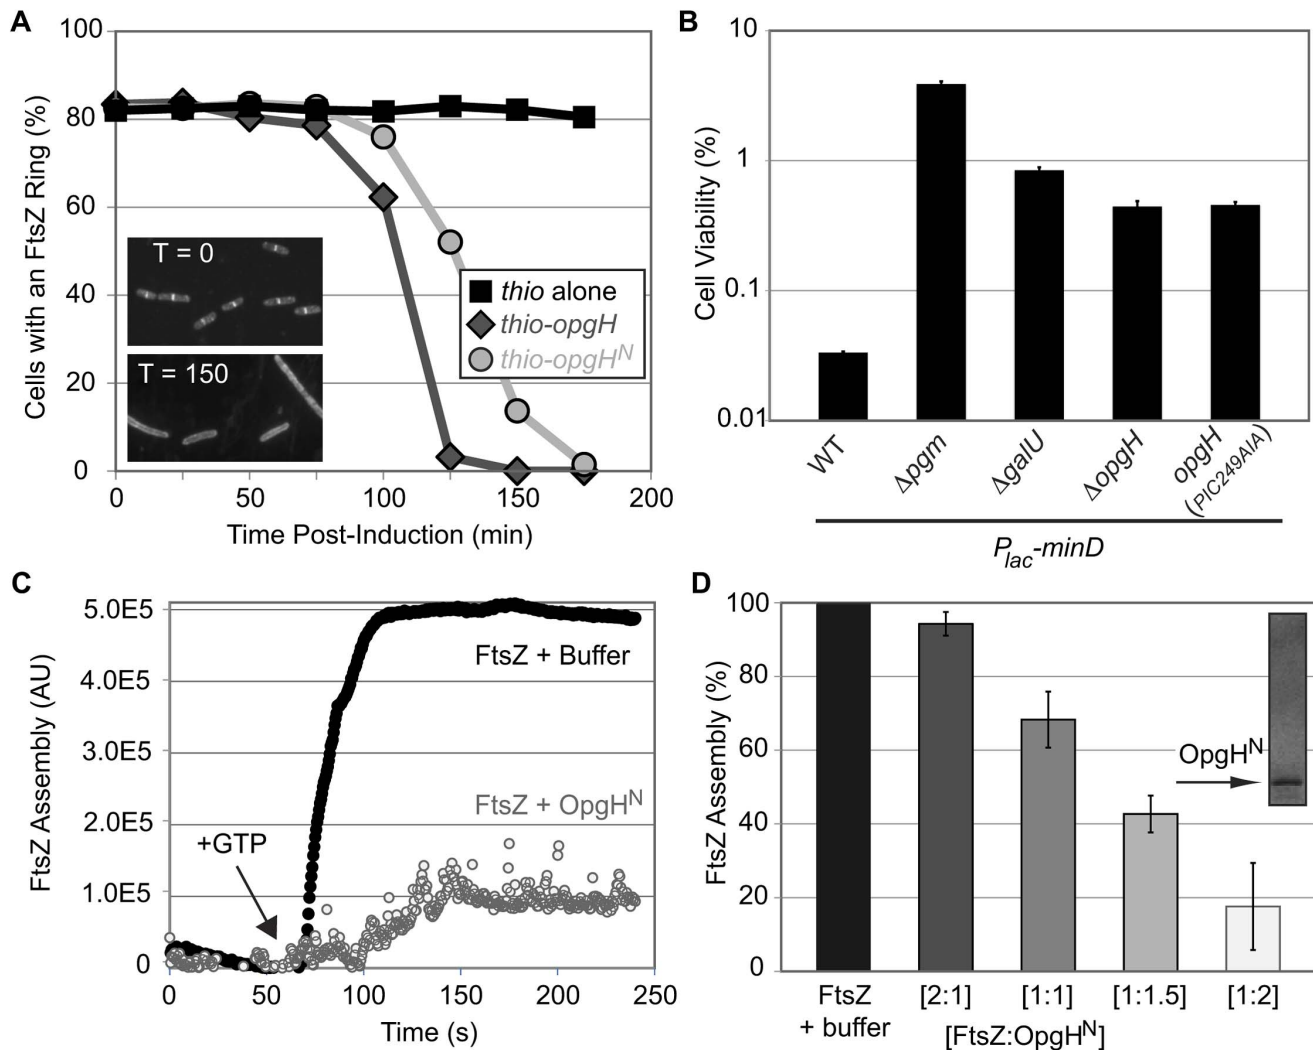 A
Cells with an FtsZ Ring (%)
100
80
60
40
20
0
0
50
100
150
200
Time Post-Induction (min)
T = 0
T = 150
thio alone
thio-opgH
thio-opgHᴺ
B
Cell Viability (%)
10
1
0.1
0.01
WT
Δpgm
ΔgalU
ΔopgH
opgH
(PIC249AIA)
Plac-minD
C
FtsZ Assembly (AU)
5.0E5
4.0E5
3.0E5
2.0E5
1.0E5
0
0
50
100
150
200
250
Time (s)
+GTP
FtsZ + Buffer
FtsZ + OpgHᴺ
D
FtsZ Assembly (%)
100
80
60
40
20
0
OpgHᴺ
FtsZ
+ buffer
[2:1]
[1:1]
[1:1.5]
[1:2]
[FtsZ:OpgHᴺ]